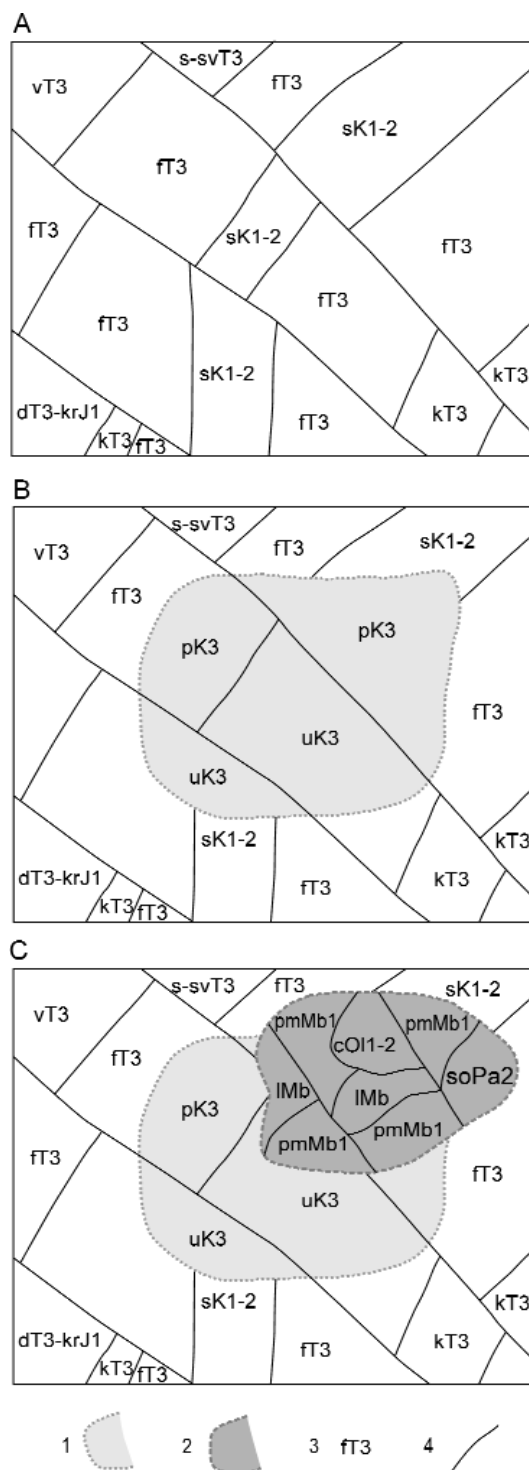 A
s-svT3
vT3
fT3
sK1-2
fT3
fT3
sK1-2
fT3
fT3
fT3
sK1-2
kT3
dT3-krJ1
kT3
kT3
fT3
fT3
B
s-svT3
vT3
fT3
sK1-2
fT3
pK3
pK3
fT3
uK3
uK3
sK1-2
kT3
dT3-krJ1
kT3
kT3
fT3
fT3
C
s-svT3
fT3
sK1-2
vT3
pmMb1
pmMb1
cOl1-2
fT3
soPa2
pK3
lMb
lMb
pmMb1
pmMb1
fT3
uK3
fT3
uK3
sK1-2
kT3
dT3-krJ1
kT3
kT3
fT3
fT3
1
2
3 fT3
4